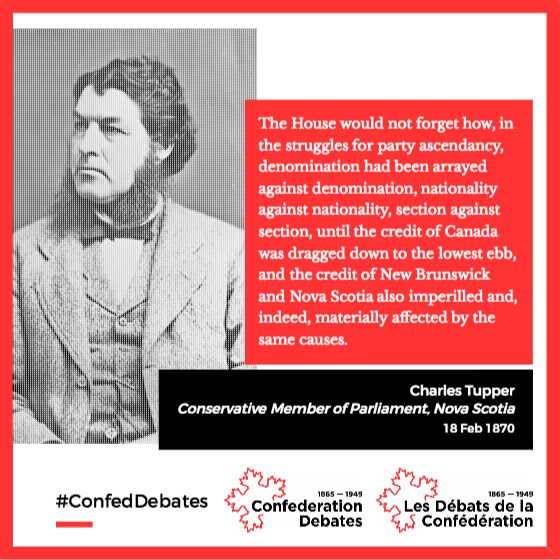 The House would not forget how, in
the struggles for party ascendancy,
denomination had been arrayed
against denomination, nationality
against nationality, section against
section, until the credit of Canada
was dragged down to the lowest ebb,
and the credit of New Brunswick
and Nova Scotia also imperilled and,
indeed, materially affected by the
same causes.
Charles Tupper
Conservative Member of Parliament, Nova Scotia
18 Feb 1870
#ConfedDebates
1865 — 1949
Confederation
Debates
1865 — 1949
Les Débats de la
Confédération